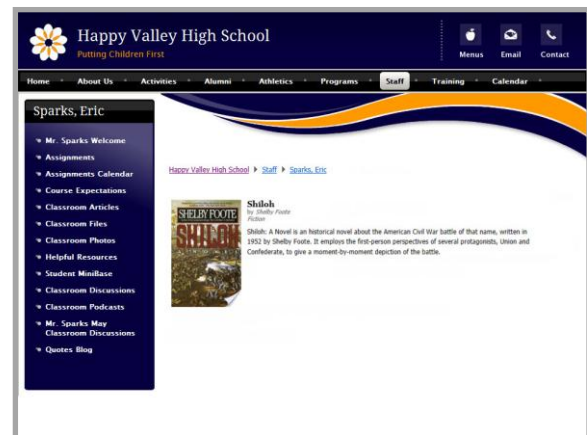 Happy Valley High School
Putting Children First
Menus Email Contact
Home About Us Activities Alumni Athletics Programs Staff Training Calendar
Sparks, Eric
Mr. Sparks Welcome
Assignments
Assignments Calendar
Course Expectations
Classroom Articles
Classroom Files
Classroom Photos
Helpful Resources
Student MiniBase
Classroom Discussions
Classroom Podcasts
Mr. Sparks May
Classroom Discussions
Quotes Blog
Happy Valley High School Staff Sparks, Eric
SHELBY FOOTE
SHILOH
Shiloh
by Shelby Foote
Fiction
Shiloh: A Novel is an historical novel about the American Civil War battle of that name, written in
1952 by Shelby Foote. It employs the first-person perspectives of several protagonists, Union and
Confederate, to give a moment-by-moment depiction of the battle.